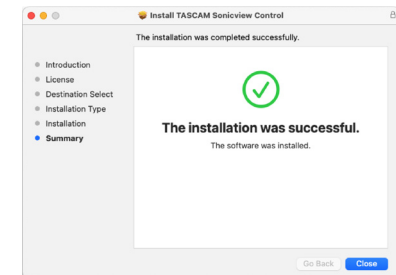 Install TASCAM Sonicview Control
The installation was completed successfully.
Introduction
License
Destination Select
Installation Type
Installation
Summary
The installation was successful.
The software was installed.
Go Back
Close